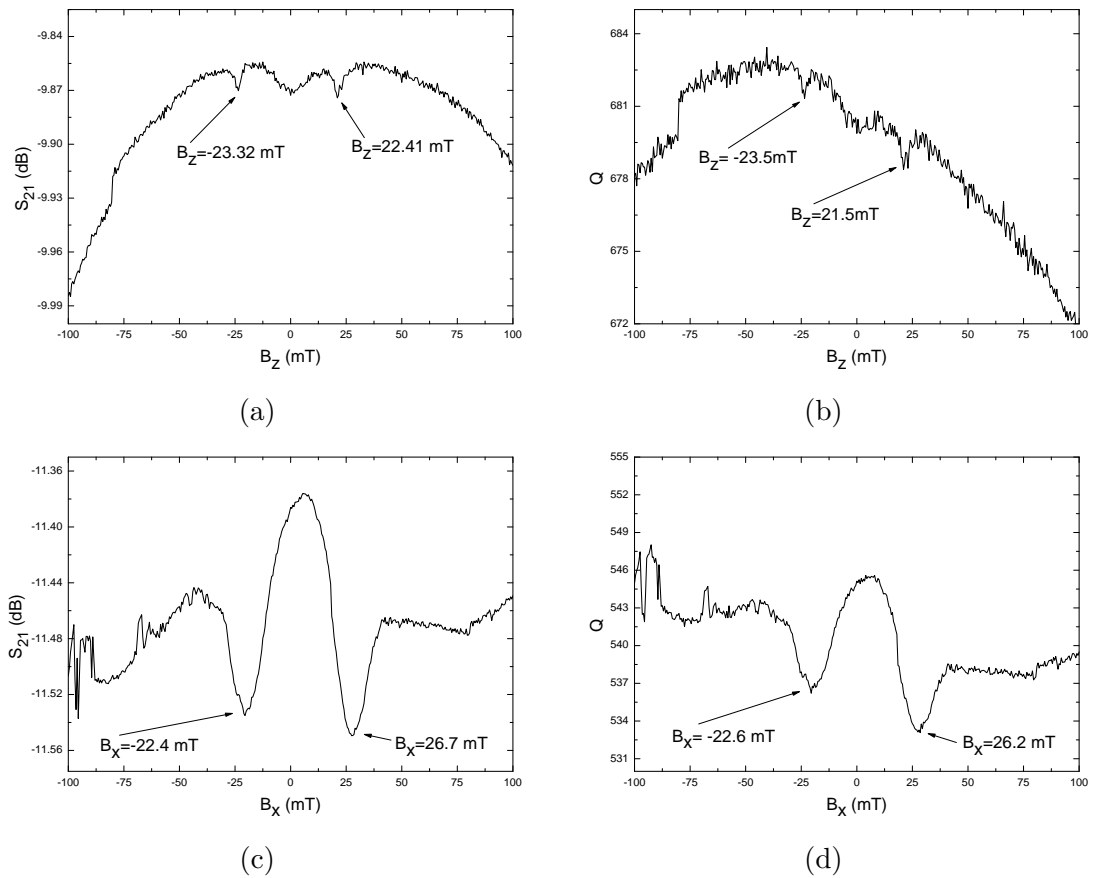 -9.84
-9.87
-9.90
-9.93
-9.96
-9.99
S21 (dB)
Bz=-23.32 mT
Bz=22.41 mT
-100 -75 -50 -25 0 25 50 75 100
Bz (mT)
(a)
684
681
678
675
672
Q
Bz= -23.5mT
Bz=21.5mT
-100 -75 -50 -25 0 25 50 75 100
Bz (mT)
(b)
-11.36
-11.40
-11.44
-11.48
-11.52
-11.56
S21 (dB)
Bx=-22.4 mT
Bx=26.7 mT
-100 -75 -50 -25 0 25 50 75 100
Bx (mT)
(c)
555
552
549
546
543
540
537
534
531
Q
Bx= -22.6 mT
Bx=26.2 mT
-100 -75 -50 -25 0 25 50 75 100
Bx (mT)
(d)